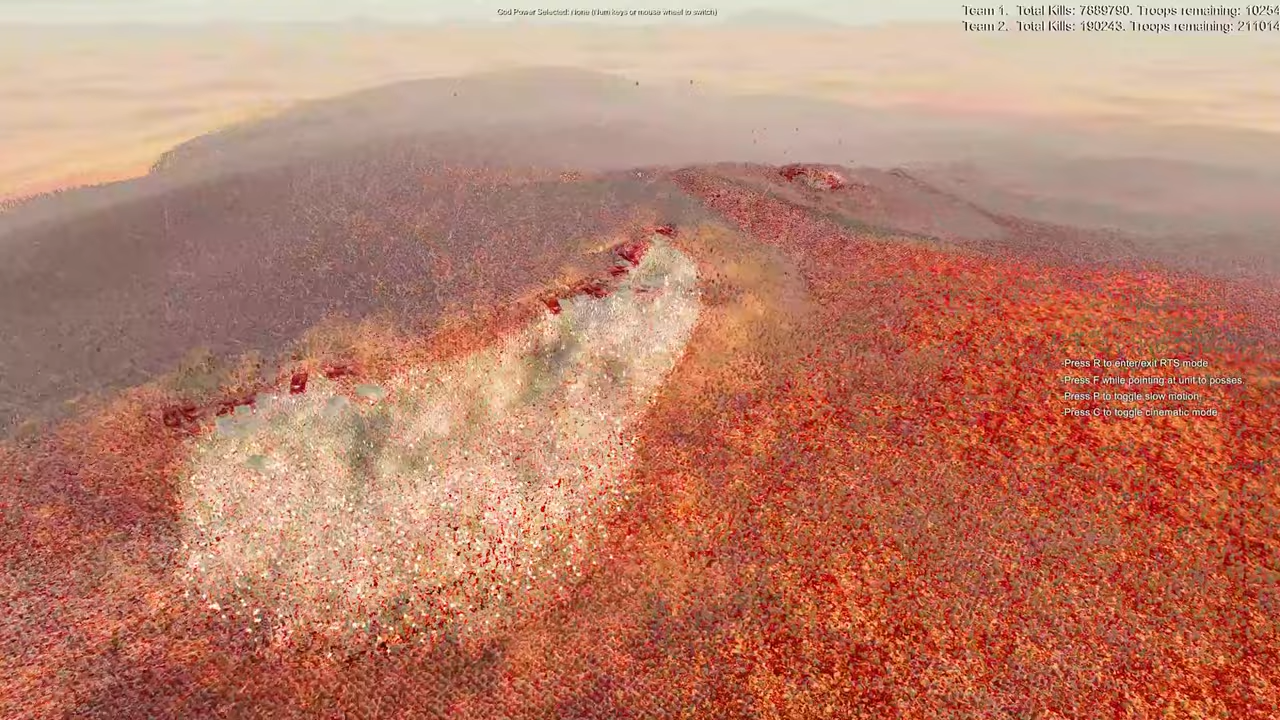 God Power Selected: None (Num keys or mouse wheel to switch)
Team 1. Total Kills: 7889790. Troops remaining: 10254
Team 2. Total Kills: 190243. Troops remaining: 211014
Press R to enter/exit RTS mode
Press F while pointing at unit to posses
Press P to toggle slow motion
Press C to toggle cinematic mode